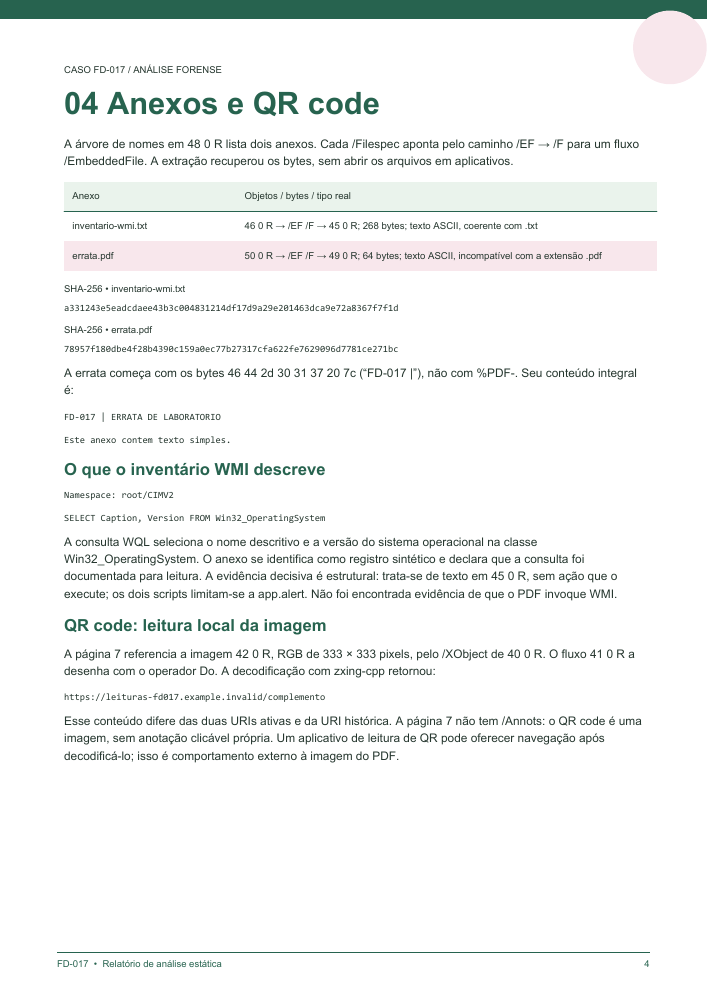 CASO FD-017 / ANÁLISE FORENSE
04 Anexos e QR code
A árvore de nomes em 48 0 R lista dois anexos. Cada /Filespec aponta pelo caminho /EF → /F para um fluxo
/EmbeddedFile. A extração recuperou os bytes, sem abrir os arquivos em aplicativos.
Anexo Objetos / bytes / tipo real
inventario-wmi.txt 46 0 R → /EF /F → 45 0 R; 268 bytes; texto ASCII, coerente com .txt
errata.pdf 50 0 R → /EF /F → 49 0 R; 64 bytes; texto ASCII, incompatível com a extensão .pdf
SHA-256 • inventario-wmi.txt
a331243e5eadcdaee43b3c004831214df17d9a29e201463dca9e72a8367f7f1d
SHA-256 • errata.pdf
78957f180dbe4f28b4390c159a0ec77b27317cfa622fe7629096d7781ce271bc
A errata começa com os bytes 46 44 2d 30 31 37 20 7c (“FD-017 |”), não com %PDF-. Seu conteúdo integral
é:
FD-017 | ERRATA DE LABORATORIO
Este anexo contem texto simples.
O que o inventário WMI descreve
Namespace: root/CIMV2
SELECT Caption, Version FROM Win32_OperatingSystem
A consulta WQL seleciona o nome descritivo e a versão do sistema operacional na classe
Win32_OperatingSystem. O anexo se identifica como registro sintético e declara que a consulta foi
documentada para leitura. A evidência decisiva é estrutural: trata-se de texto em 45 0 R, sem ação que o
execute; os dois scripts limitam-se a app.alert. Não foi encontrada evidência de que o PDF invoque WMI.
QR code: leitura local da imagem
A página 7 referencia a imagem 42 0 R, RGB de 333 × 333 pixels, pelo /XObject de 40 0 R. O fluxo 41 0 R a
desenha com o operador Do. A decodificação com zxing-cpp retornou:
https://leituras-fd017.example.invalid/complemento
Esse conteúdo difere das duas URIs ativas e da URI histórica. A página 7 não tem /Annots: o QR code é uma
imagem, sem anotação clicável própria. Um aplicativo de leitura de QR pode oferecer navegação após
decodificá-lo; isso é comportamento externo à imagem do PDF.
FD-017 • Relatório de análise estática 4